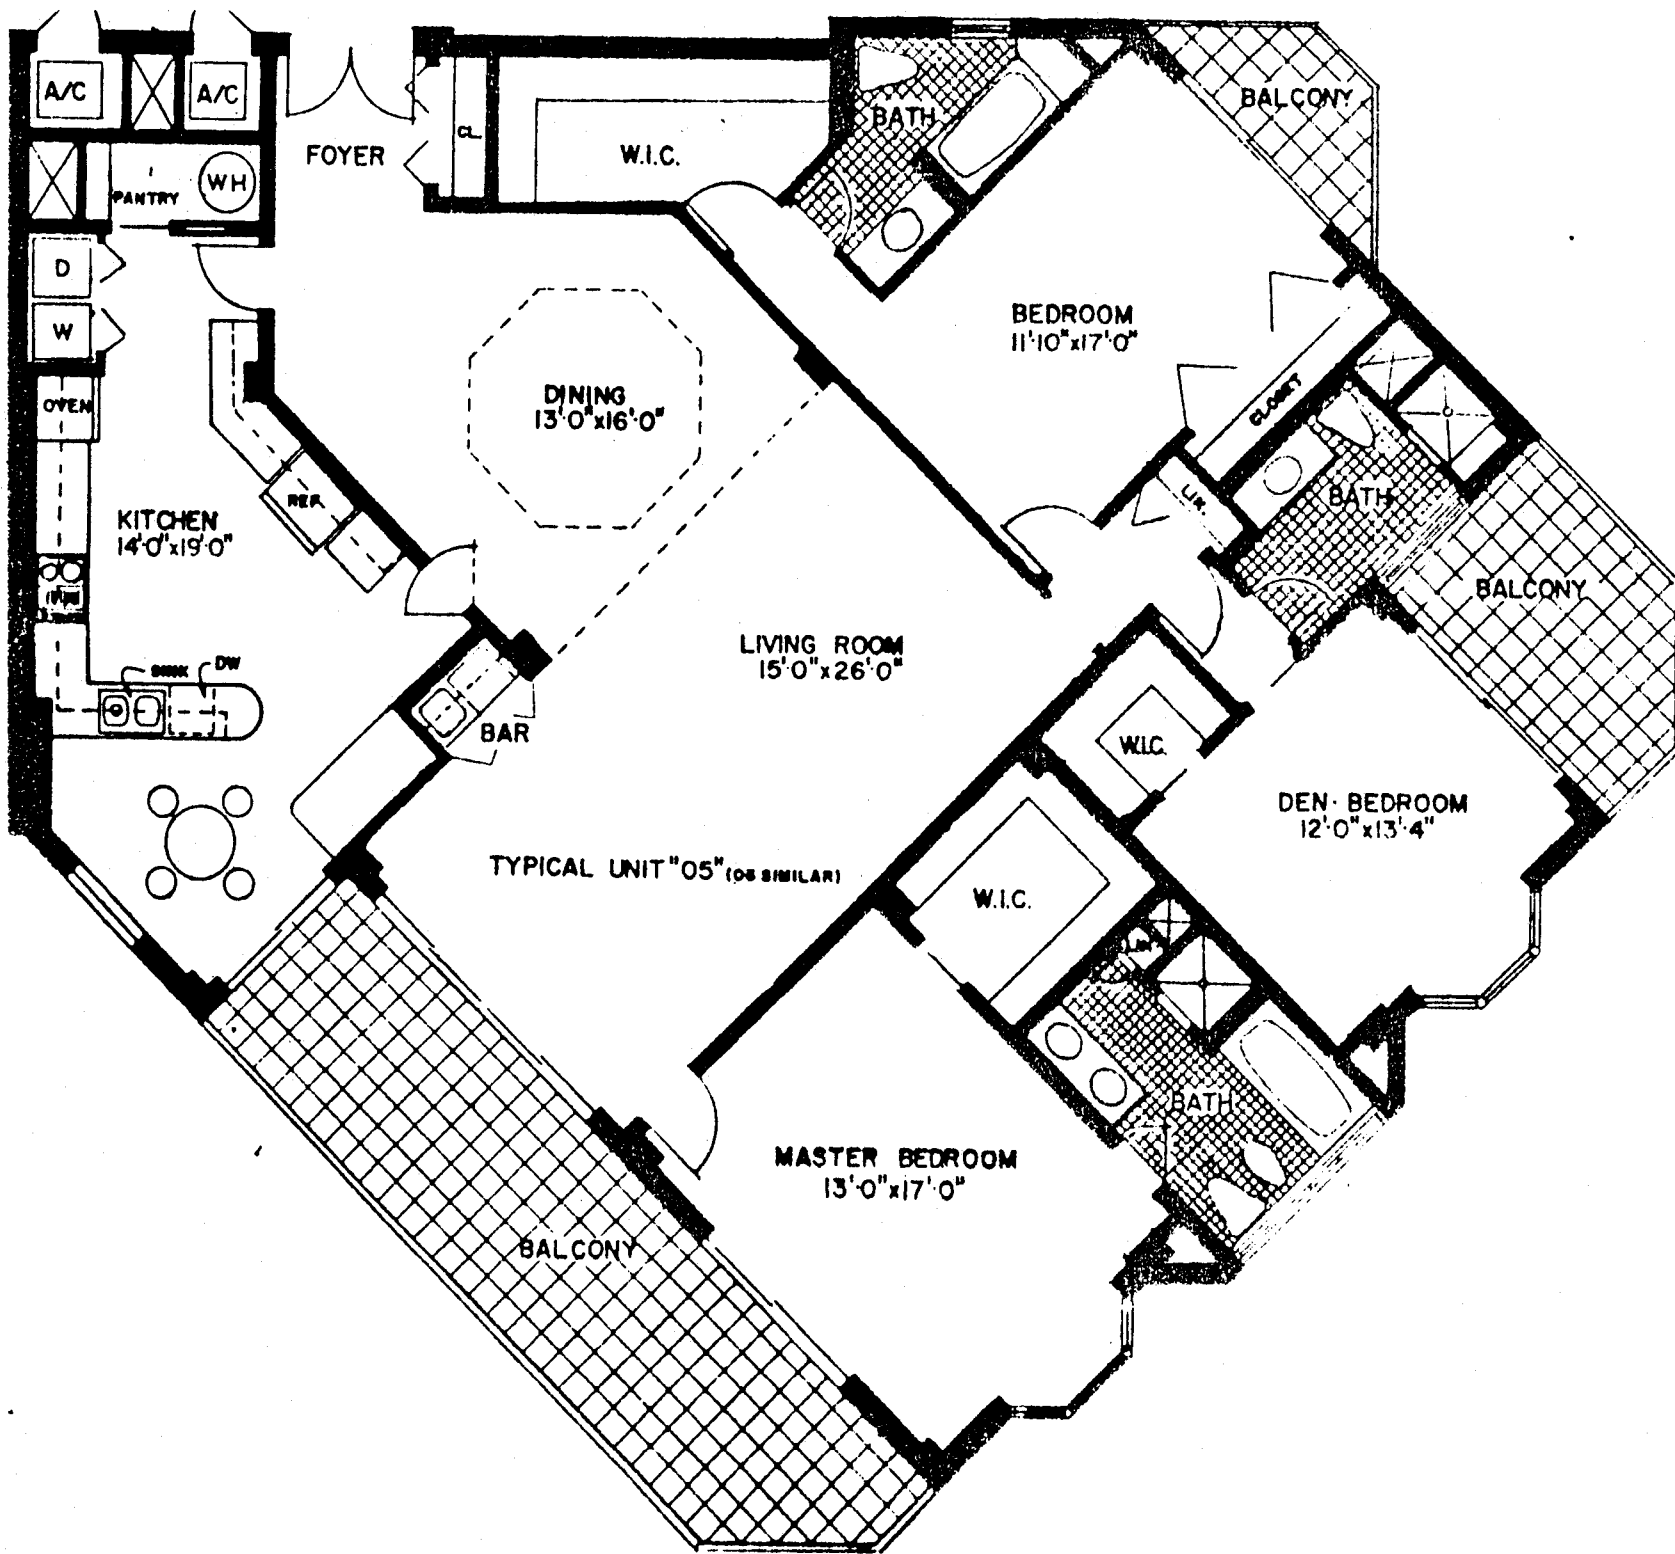 A/C
A/C
FOYER
CL.
W.I.C.
BATH
BALCONY
PANTRY
WH
D
W
BEDROOM
11'-10"x17'-0"
DINING
13'-0"x16'-0"
CLOSET
OVEN
REF.
LIN.
BATH
KITCHEN
14'-0"x19'-0"
BALCONY
LIVING ROOM
15'-0"x26'-0"
SINK
DW
BAR
W.I.C.
DEN-BEDROOM
12'-0"x13'-4"
TYPICAL UNIT "05" (06 SIMILAR)
W.I.C.
LIN
BATH
MASTER BEDROOM
13'-0"x17'-0"
BALCONY